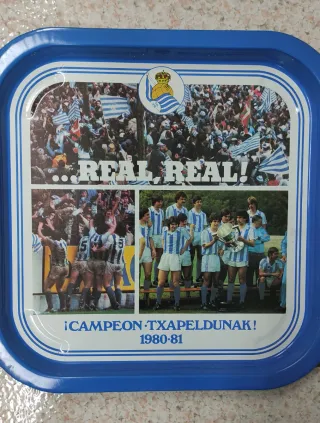 ...REAL, REAL!
¡CAMPEON-TXAPELDUNAK!
1980-81